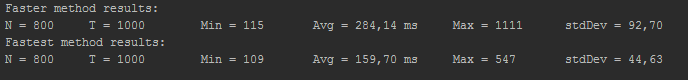 Faster method results:
N = 800 T = 1000 Min = 115 Avg = 284,14 ms Max = 1111 stdDev = 92,70
Fastest method results:
N = 800 T = 1000 Min = 109 Avg = 159,70 ms Max = 547 stdDev = 44,63